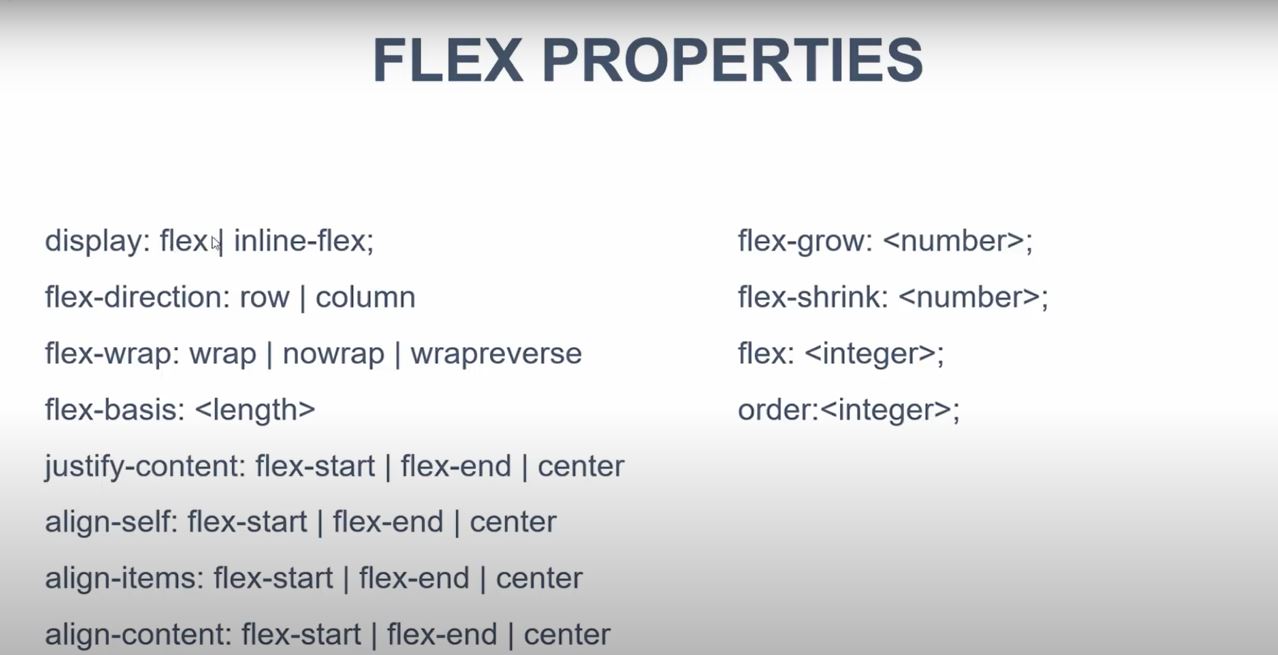 FLEX PROPERTIES
display: flex | inline-flex;
flex-direction: row | column
flex-wrap: wrap | nowrap | wrapreverse
flex-basis: <length>
justify-content: flex-start | flex-end | center
align-self: flex-start | flex-end | center
align-items: flex-start | flex-end | center
align-content: flex-start | flex-end | center
flex-grow: <number>;
flex-shrink: <number>;
flex: <integer>;
order:<integer>;